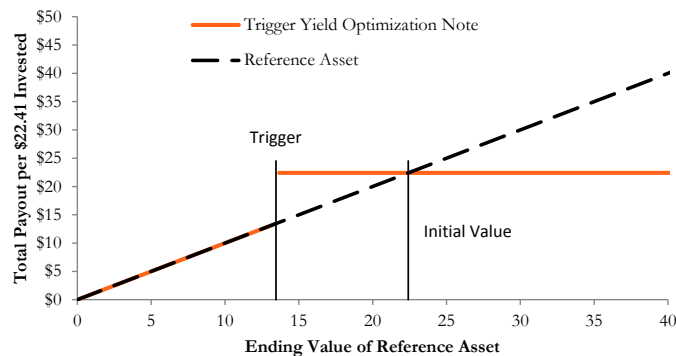 $50
$45
$40
$35
$30
$25
$20
$15
$10
$5
$0
Total Payout per $22.41 Invested
Trigger Yield Optimization Note
Reference Asset
Trigger
Initial Value
0 5 10 15 20 25 30 35 40
Ending Value of Reference Asset